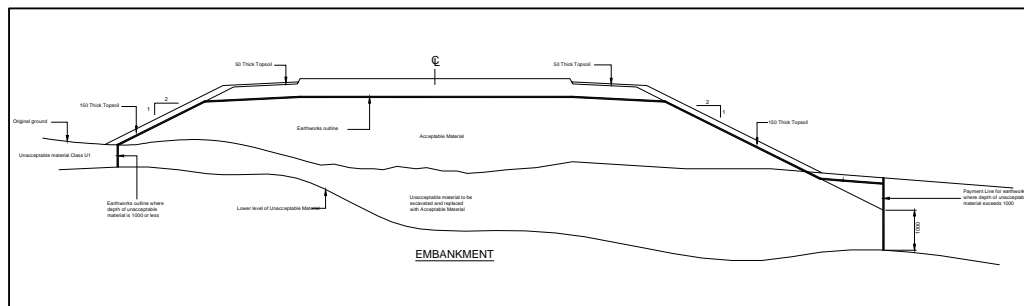 ℄
50 Thick Topsoil
50 Thick Topsoil
150 Thick Topsoil
2
1
2
1
Original ground
150 Thick Topsoil
Earthworks outline
Acceptable Material
Unacceptable material Class U1
Earthworks outline where
depth of unacceptable
material is 1000 or less
Lower level of Unacceptable Material
Unacceptable material to be
excavated and replaced
with Acceptable Material
Payment Line for earthwork
where depth of unaccepta
material exceeds 1000
1000
EMBANKMENT